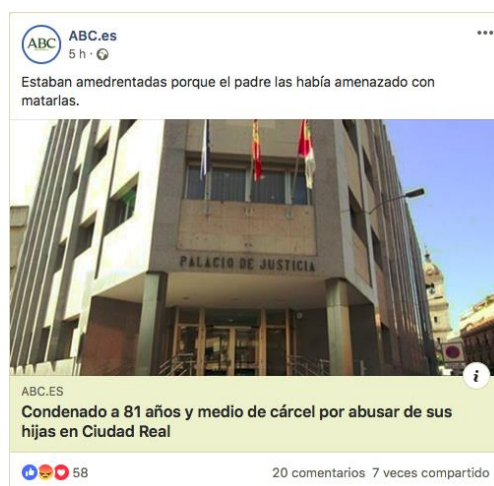 ABC
ABC.es
5 h ·
Estaban amedrentadas porque el padre las había amenazado con
matarlas.
PALACIO DE JUSTICIA
i
ABC.ES
Condenado a 81 años y medio de cárcel por abusar de sus
hijas en Ciudad Real
58
20 comentarios 7 veces compartido